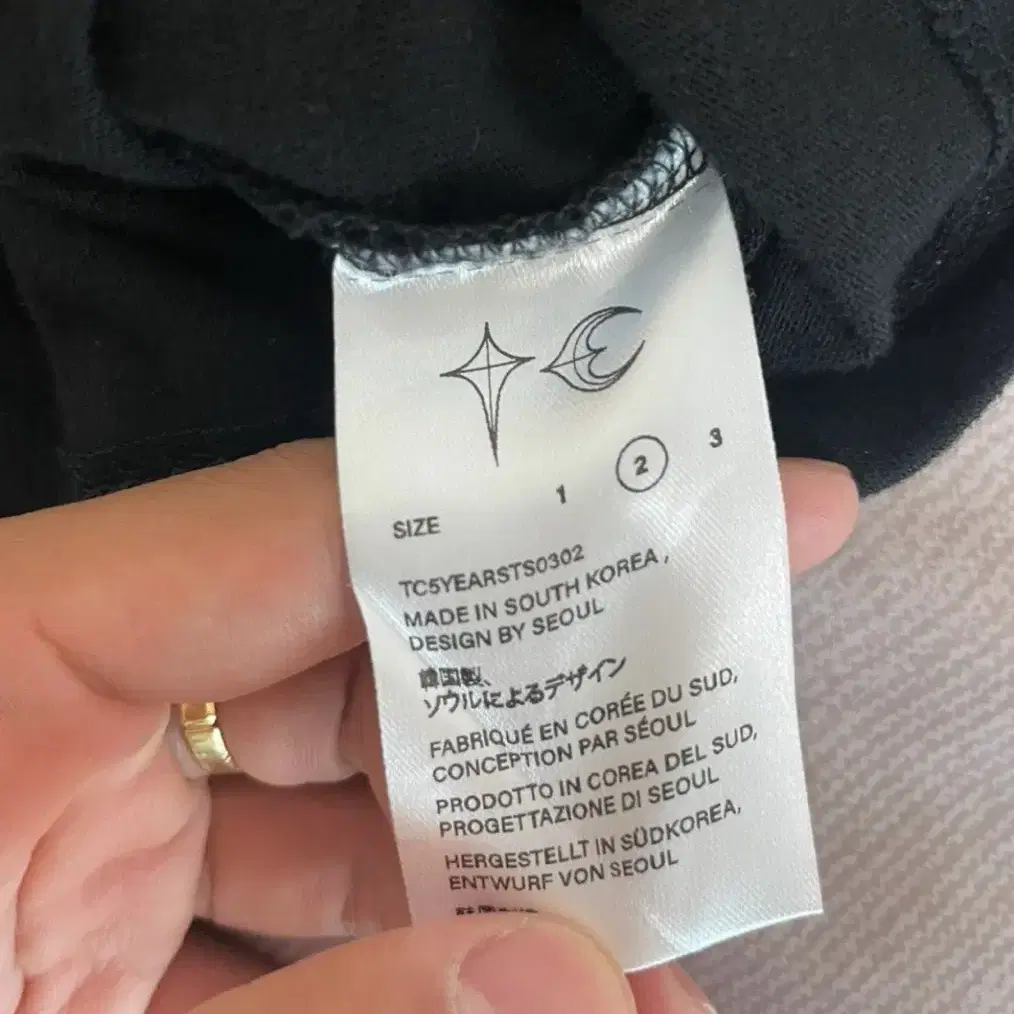 1 2 3
SIZE
TC5YEARSTS0302
MADE IN SOUTH KOREA,
DESIGN BY SEOUL
韓国製、
ソウルによるデザイン
FABRIQUÉ EN CORÉE DU SUD,
CONCEPTION PAR SÉOUL
PRODOTTO IN COREA DEL SUD,
PROGETTAZIONE DI SEOUL
HERGESTELLT IN SÜDKOREA,
ENTWURF VON SEOUL